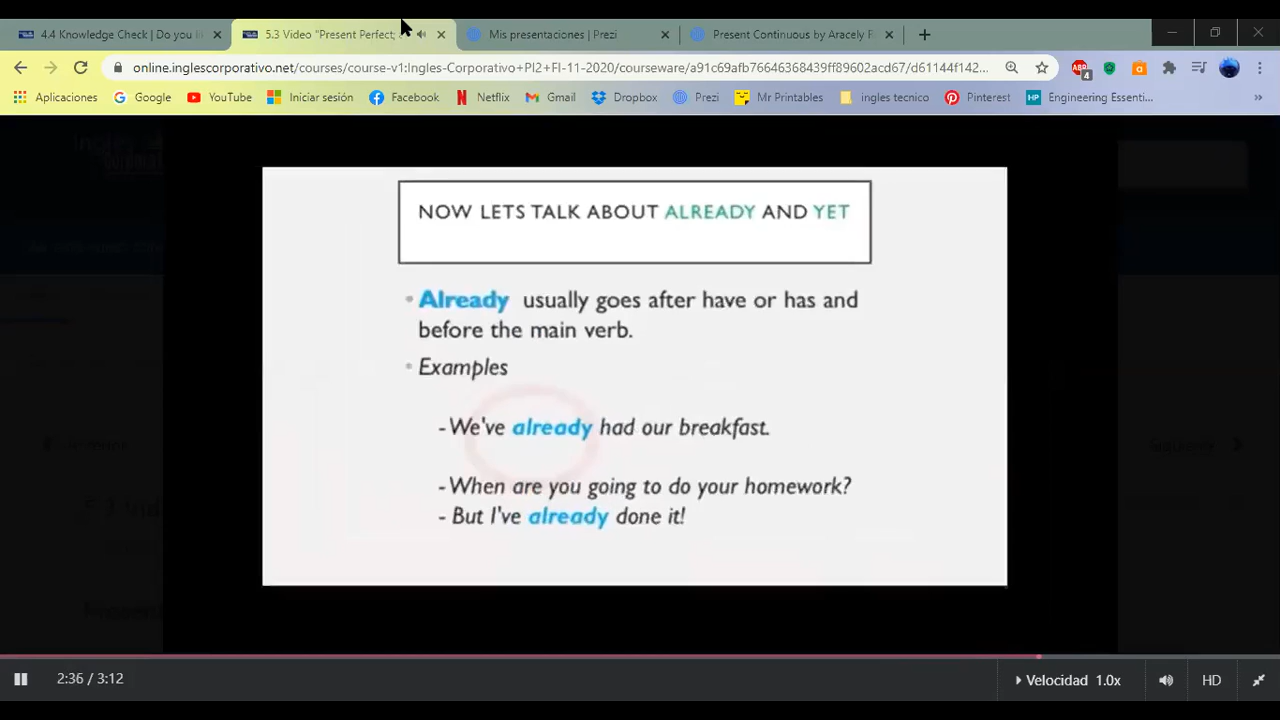 4.4 Knowledge Check | Do you li
5.3 Video "Present Perfect;
Mis presentaciones | Prezi
Present Continuous by Aracely R
online.inglescorporativo.net/courses/course-v1:Ingles-Corporativo+PI2+FI-11-2020/courseware/a91c69afb76646368439ff89602acd67/d61144f142...
ABP
4
Aplicaciones
Google
YouTube
Iniciar sesión
Facebook
Netflix
Gmail
Dropbox
Prezi
Mr Printables
ingles tecnico
Pinterest
HP
Engineering Essenti...
NOW LETS TALK ABOUT ALREADY AND YET
• Already usually goes after have or has and
before the main verb.
• Examples
- We've already had our breakfast.
- When are you going to do your homework?
- But I've already done it!
Siguiente
2:36 / 3:12
Velocidad 1.0x
HD